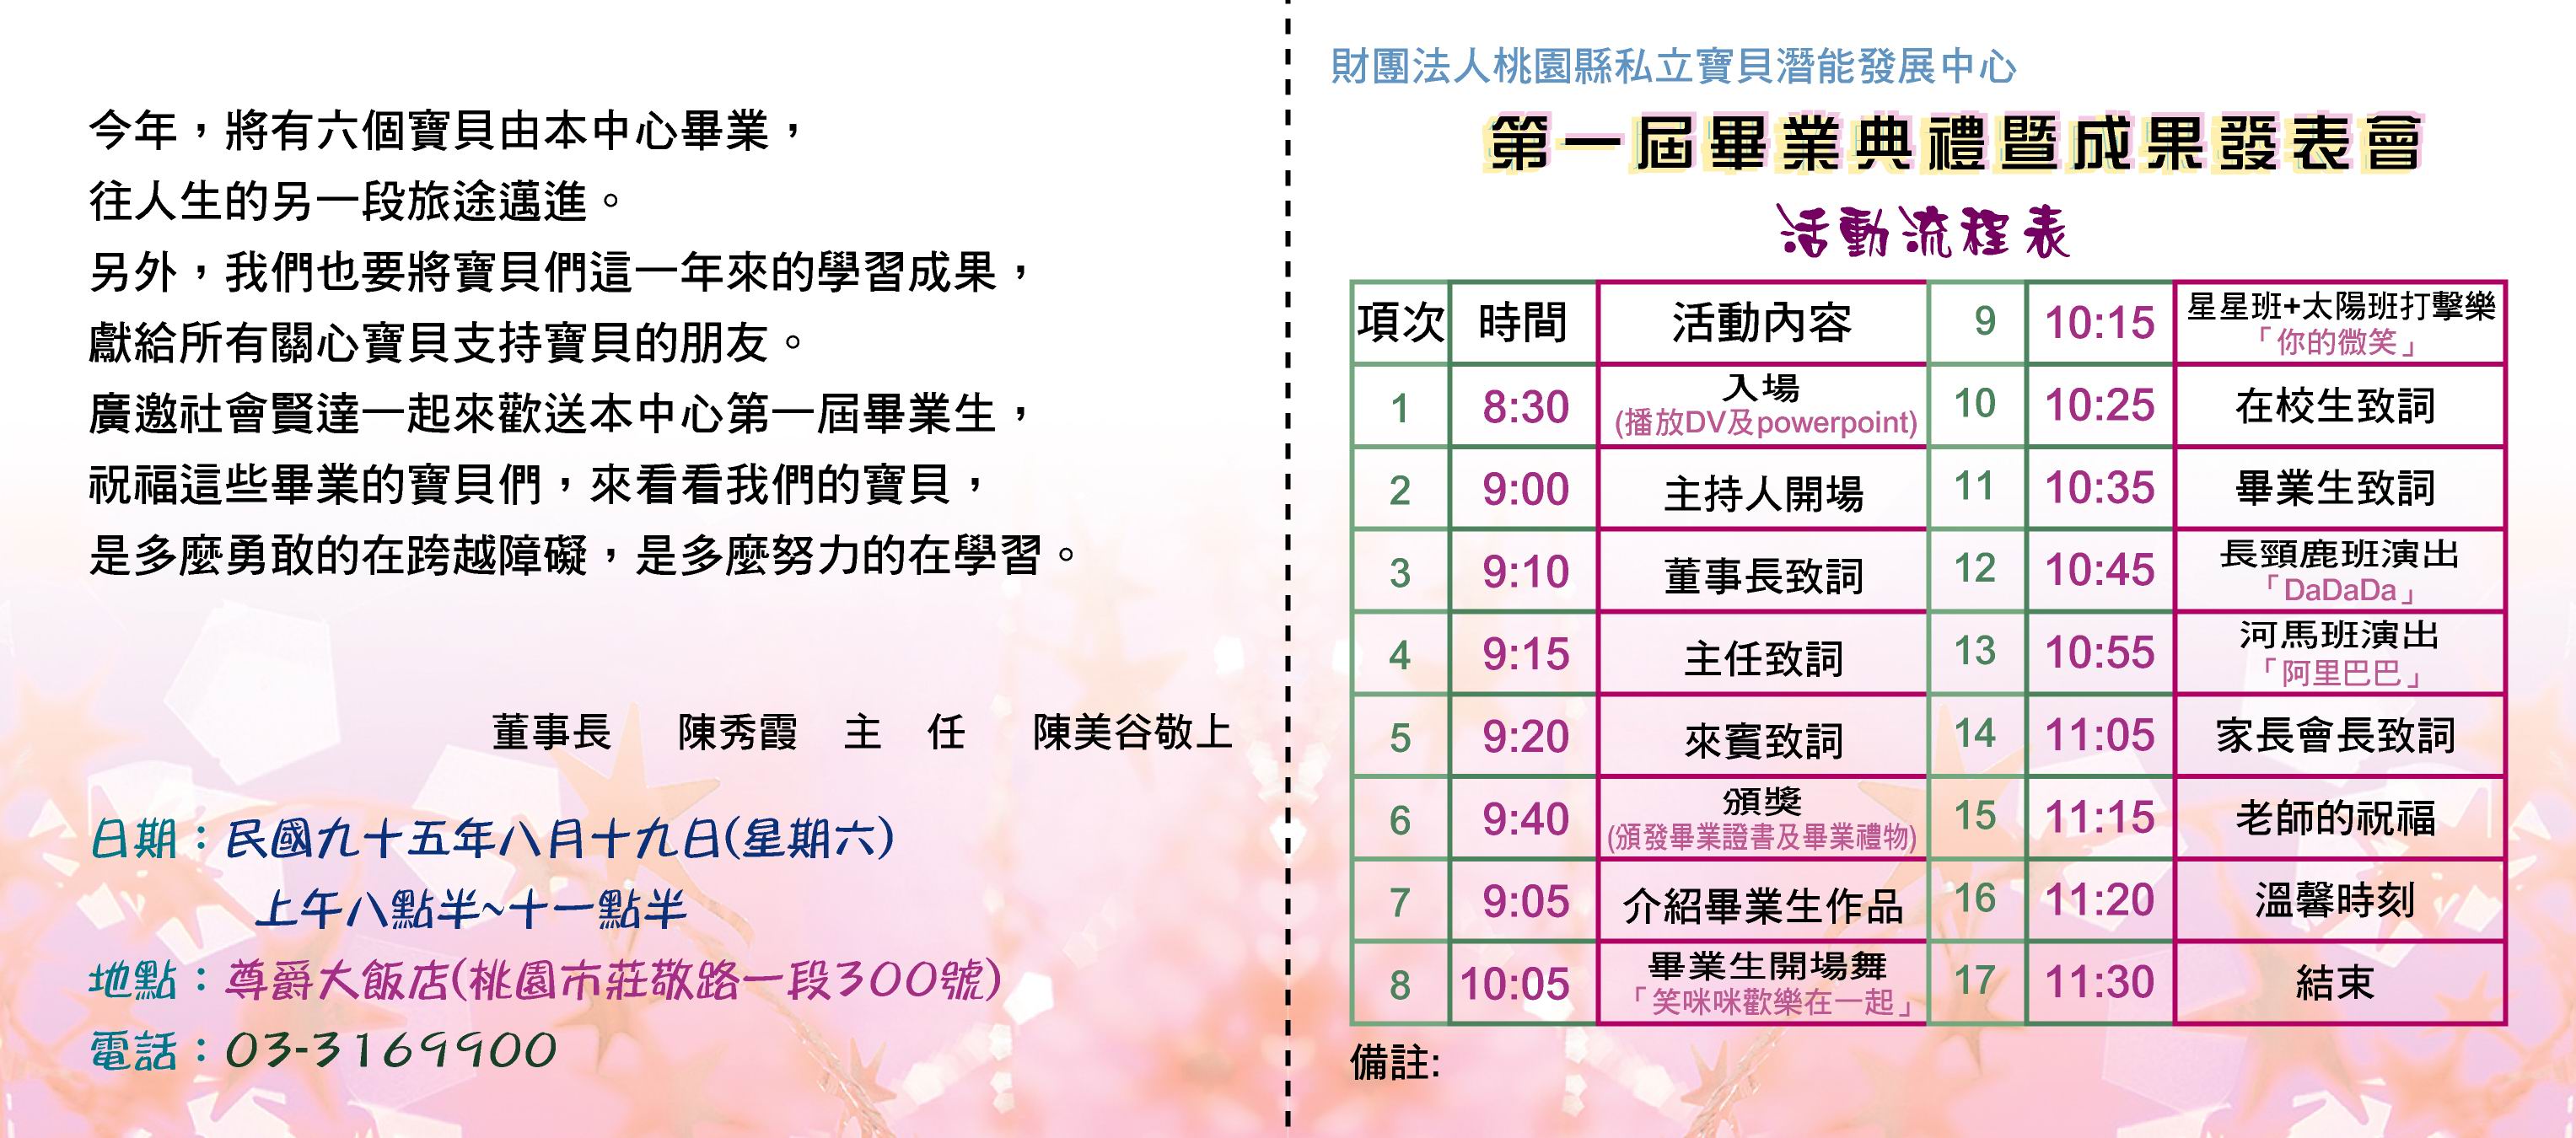 今年，將有六個寶貝由本中心畢業，
往人生的另一段旅途邁進。
另外，我們也要將寶貝們這一年來的學習成果，
獻給所有關心寶貝支持寶貝的朋友。
廣邀社會賢達一起來歡送本中心第一屆畢業生，
祝福這些畢業的寶貝們，來看看我們的寶貝，
是多麼勇敢的在跨越障礙，是多麼努力的在學習。
董事長 陳秀霞 主 任 陳美谷敬上
日期：民國九十五年八月十九日(星期六)
上午八點半~十一點半
地點：尊爵大飯店(桃園市莊敬路一段300號)
電話：03-3169900
財團法人桃園縣私立寶貝潛能發展中心
第一屆畢業典禮暨成果發表會
活動流程表
項次 時間 活動內容
1 8:30 入場
(播放DV及powerpoint)
2 9:00 主持人開場
3 9:10 董事長致詞
4 9:15 主任致詞
5 9:20 來賓致詞
6 9:40 頒獎
(頒發畢業證書及畢業禮物)
7 9:05 介紹畢業生作品
8 10:05 畢業生開場舞
「笑咪咪歡樂在一起」
9 10:15 星星班+太陽班打擊樂
「你的微笑」
10 10:25 在校生致詞
11 10:35 畢業生致詞
12 10:45 長頸鹿班演出
「DaDaDa」
13 10:55 河馬班演出
「阿里巴巴」
14 11:05 家長會長致詞
15 11:15 老師的祝福
16 11:20 溫馨時刻
17 11:30 結束
備註: